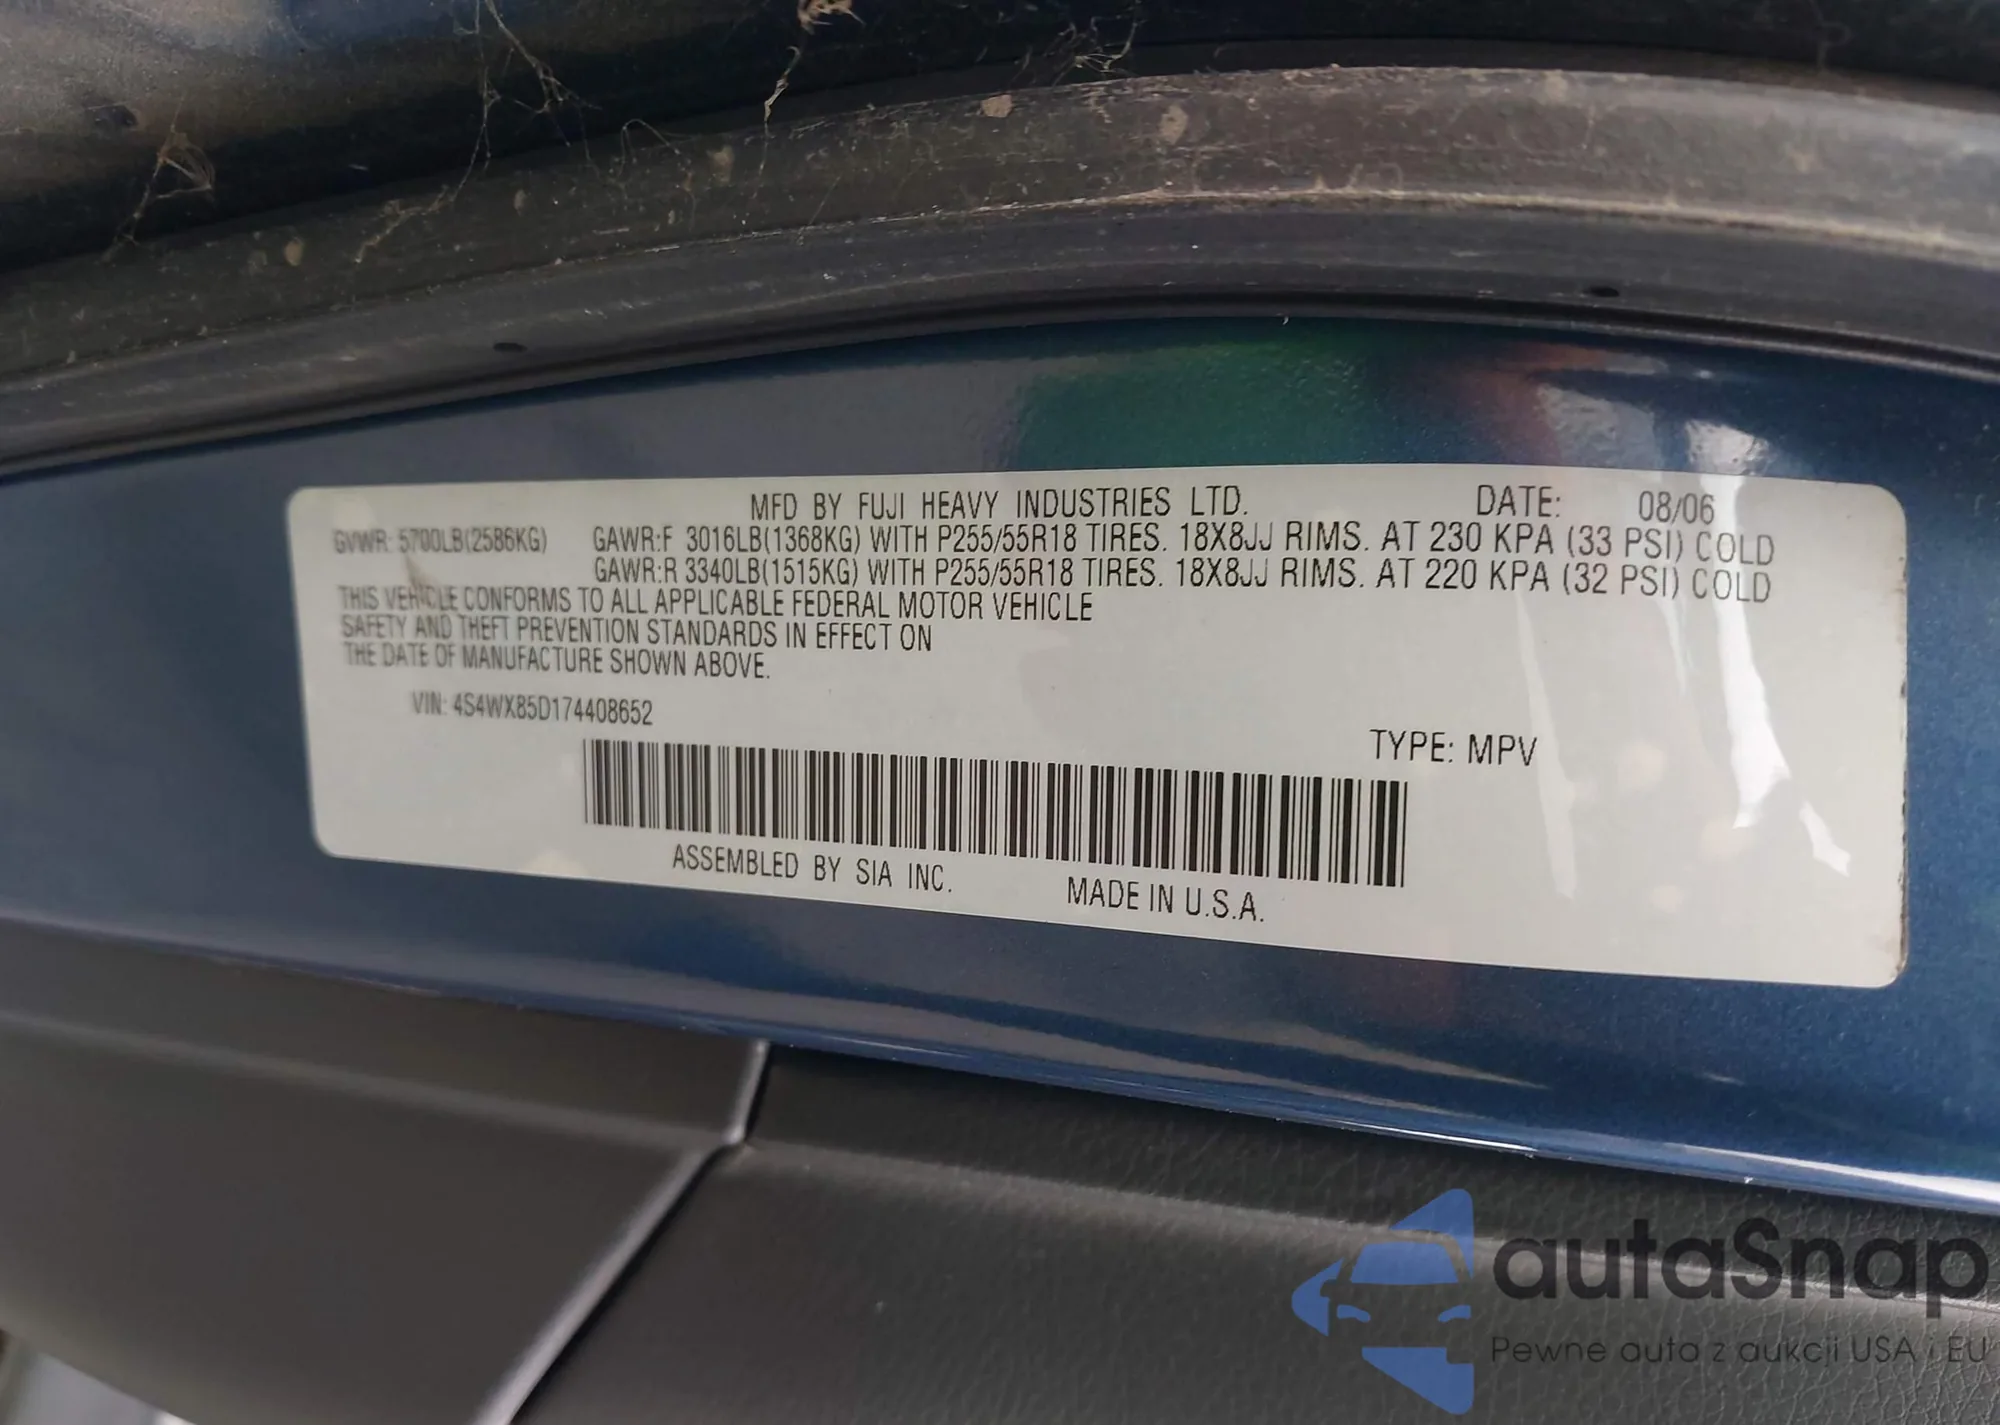 MFD BY FUJI HEAVY INDUSTRIES LTD. DATE: 08/06
GVWR: 5700LB(2586KG) GAWR:F 3016LB(1368KG) WITH P255/55R18 TIRES. 18X8JJ RIMS. AT 230 KPA (33 PSI) COLD
GAWR:R 3340LB(1515KG) WITH P255/55R18 TIRES. 18X8JJ RIMS. AT 220 KPA (32 PSI) COLD
THIS VEHICLE CONFORMS TO ALL APPLICABLE FEDERAL MOTOR VEHICLE
SAFETY AND THEFT PREVENTION STANDARDS IN EFFECT ON
THE DATE OF MANUFACTURE SHOWN ABOVE.
VIN: 4S4WX85D174408652
TYPE: MPV
ASSEMBLED BY SIA INC. MADE IN U.S.A.
autaSnap
Pewne auta z aukcji USA i EU